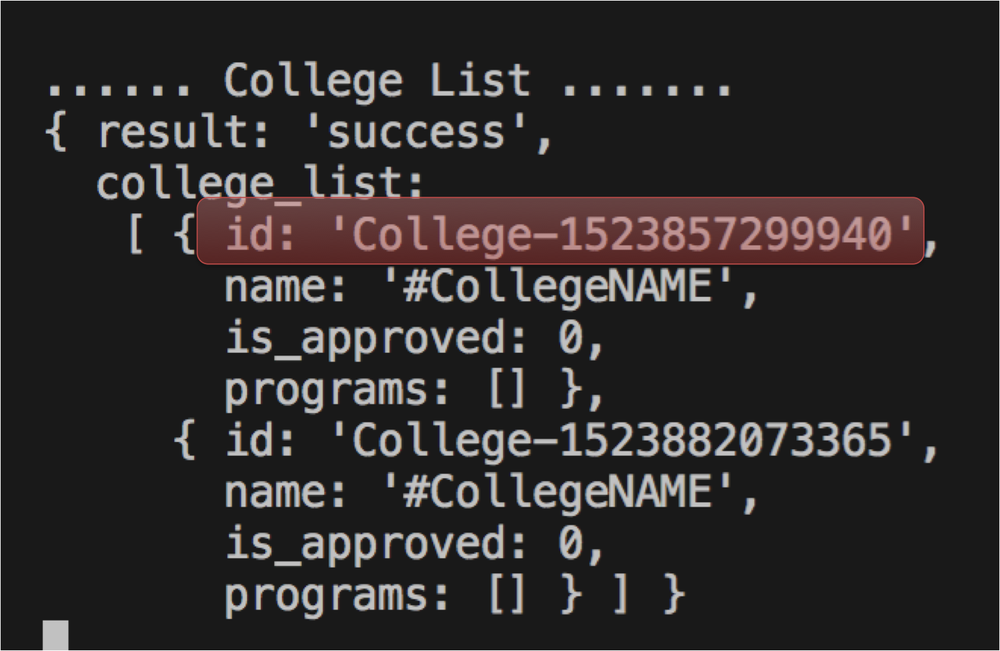 ...... College List .......
{ result: 'success',
college_list:
[ { id: 'College-1523857299940',
name: '#CollegeNAME',
is_approved: 0,
programs: [] },
{ id: 'College-1523882073365',
name: '#CollegeNAME',
is_approved: 0,
programs: [] } ] }